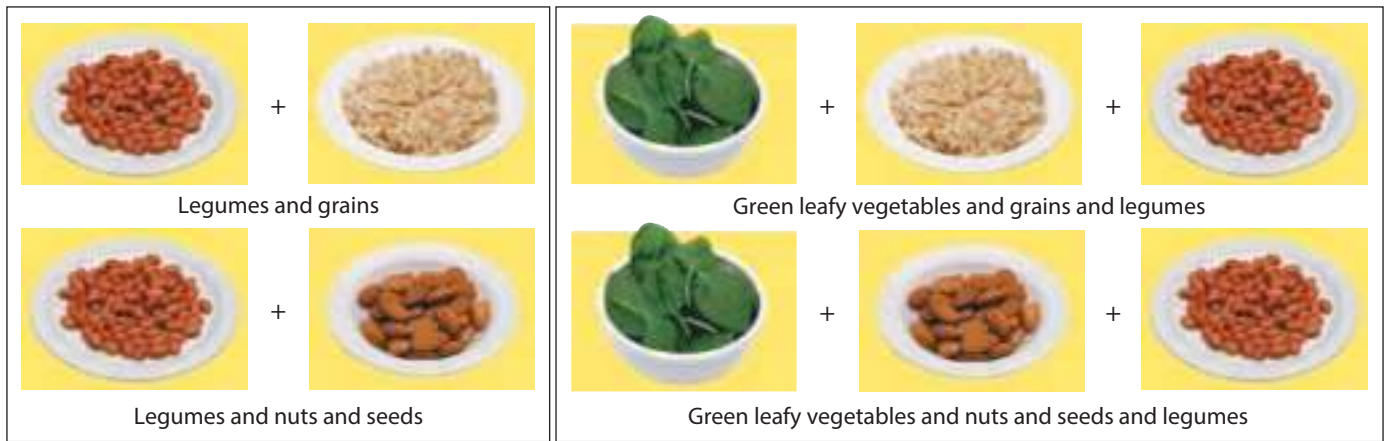 +
+
+
Legumes and grains
Green leafy vegetables and grains and legumes
+
+
+
Legumes and nuts and seeds
Green leafy vegetables and nuts and seeds and legumes